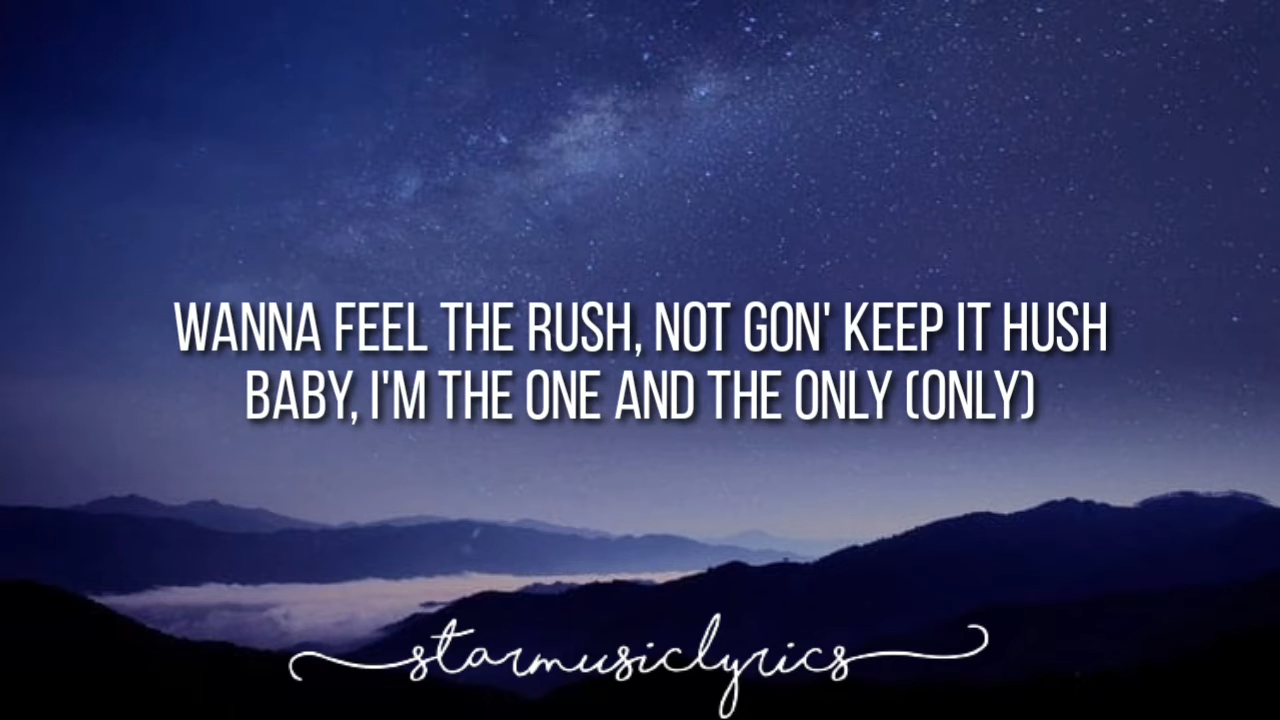 WANNA FEEL THE RUSH, NOT GON' KEEP IT HUSH
BABY, I'M THE ONE AND THE ONLY (ONLY)
starmusiclyrics